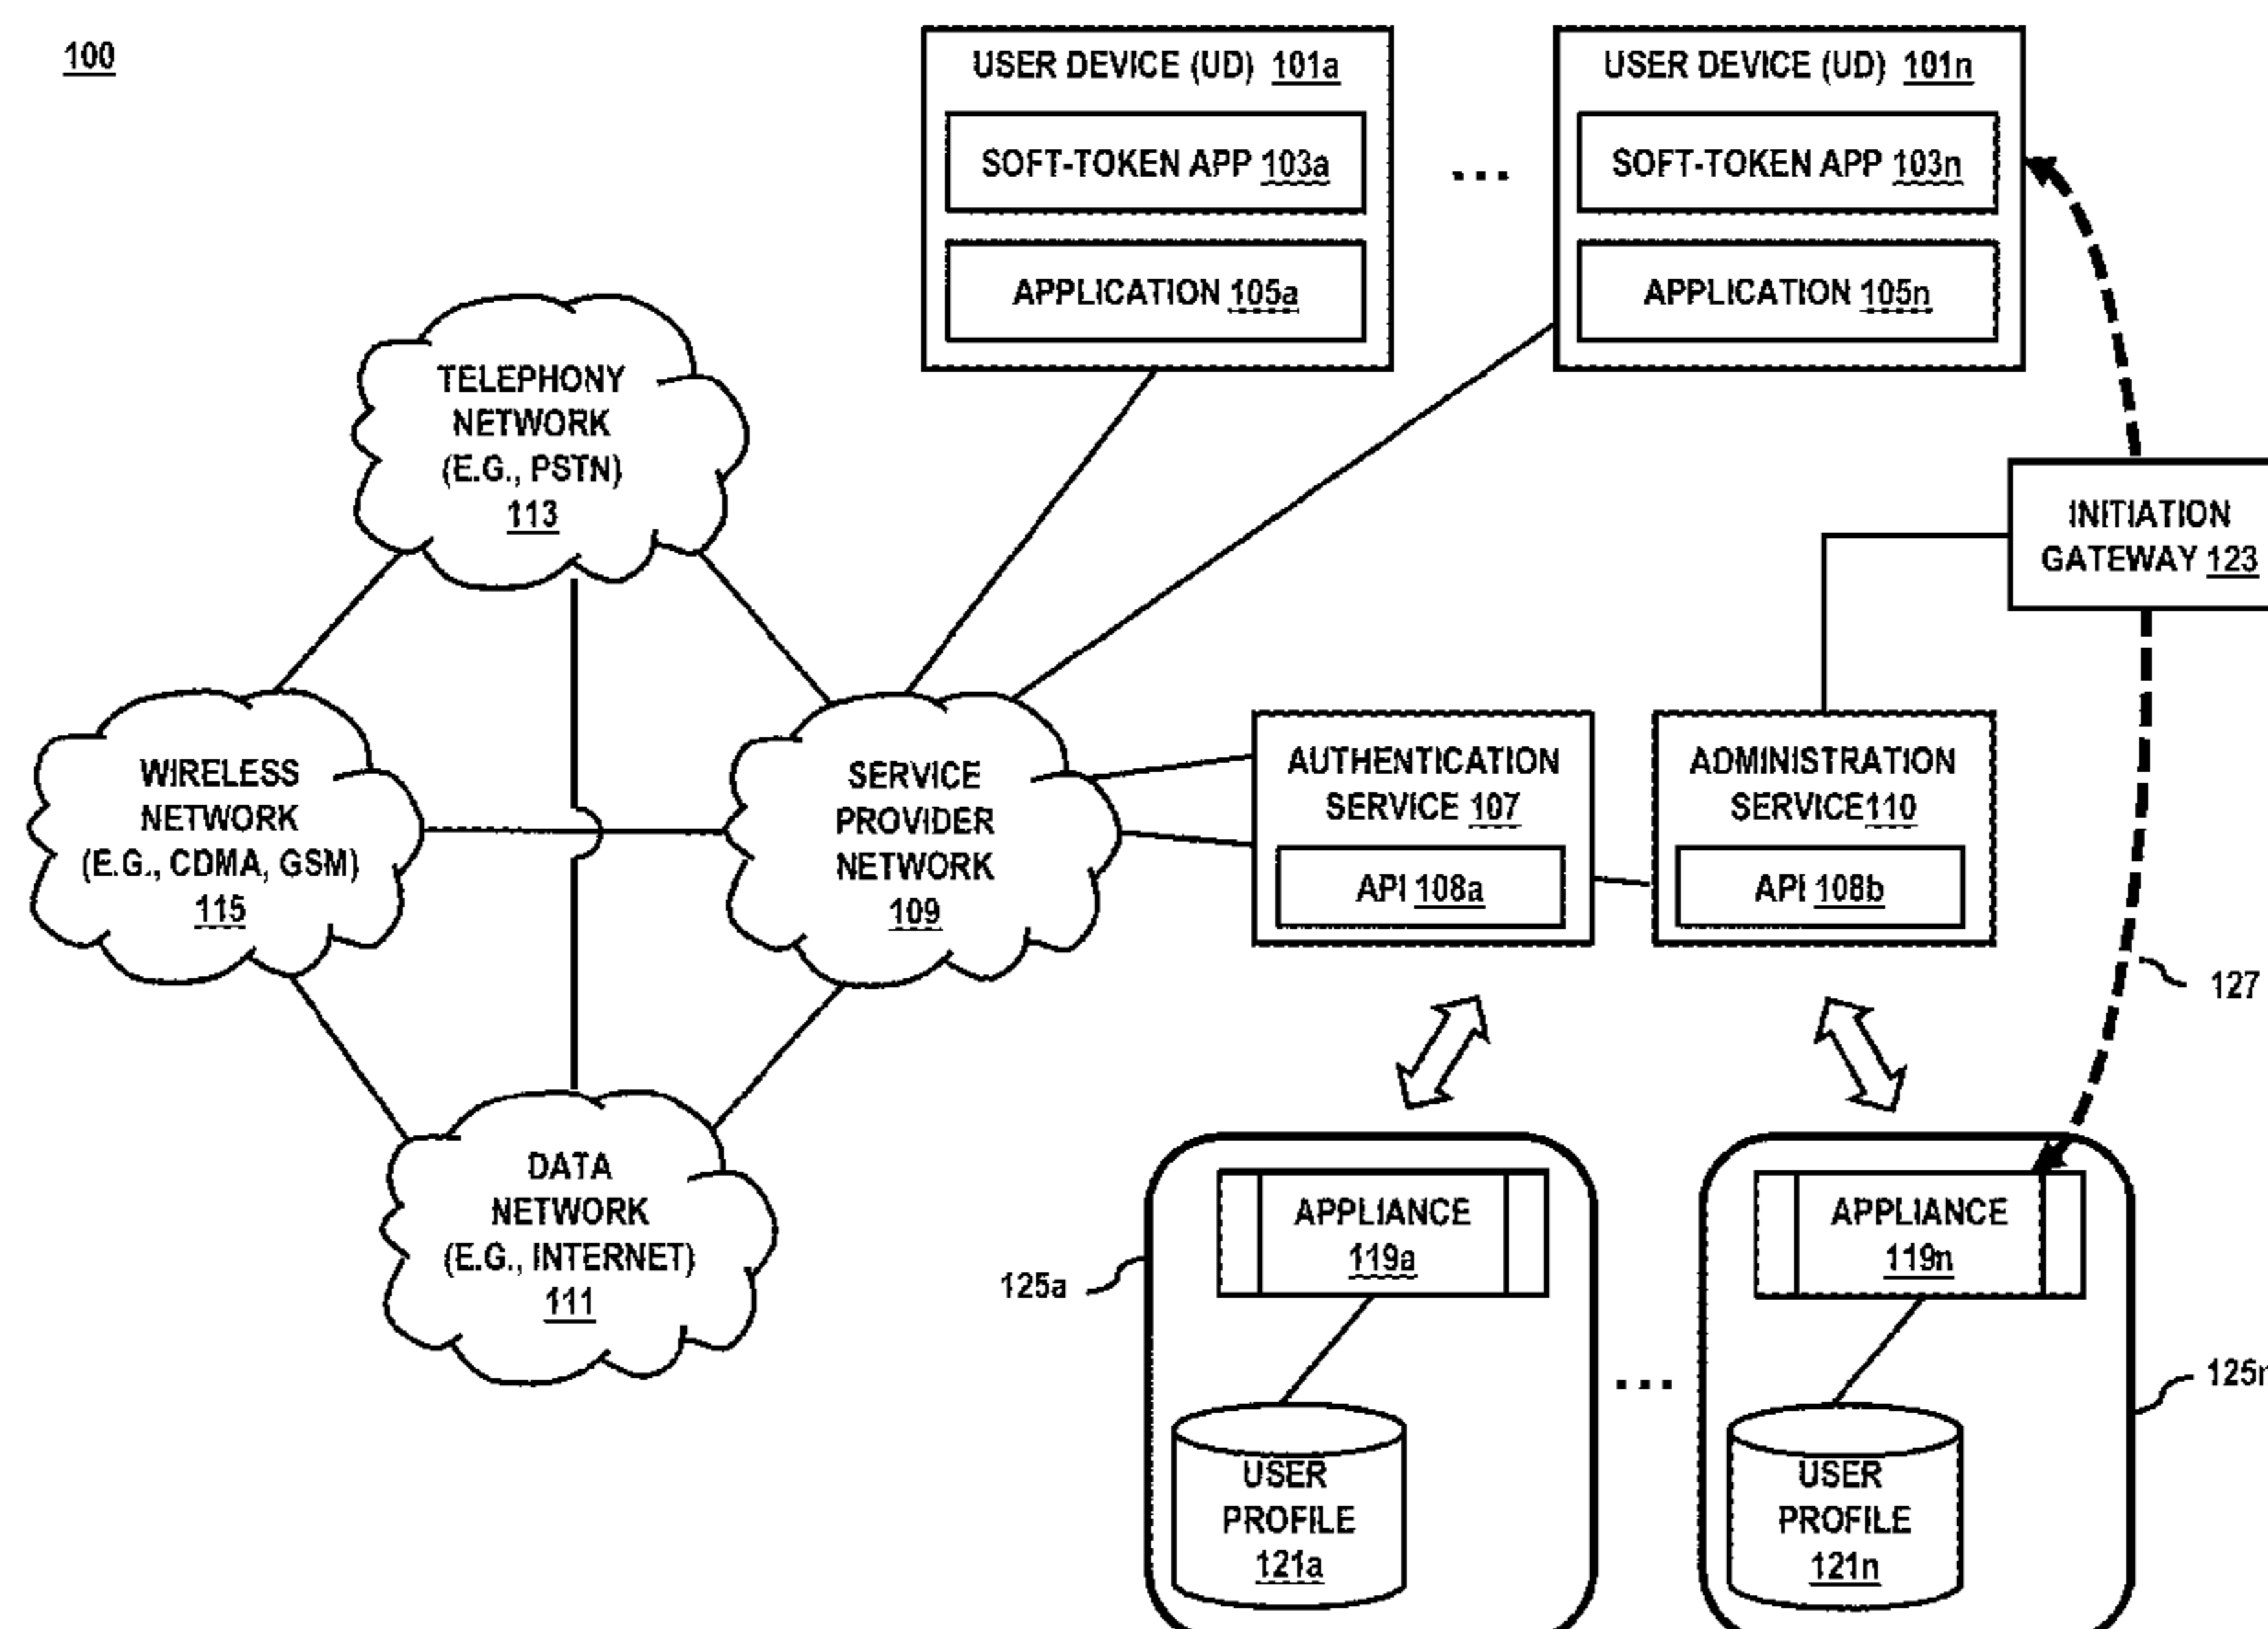 100
USER DEVICE (UD) 101a
SOFT-TOKEN APP 103a
APPLICATION 105a
...
USER DEVICE (UD) 101n
SOFT-TOKEN APP 103n
APPLICATION 105n
TELEPHONY
NETWORK
(E.G., PSTN)
113
INITIATION
GATEWAY 123
WIRELESS
NETWORK
(E.G., CDMA, GSM)
115
SERVICE
PROVIDER
NETWORK
109
AUTHENTICATION
SERVICE 107
API 108a
ADMINISTRATION
SERVICE110
API 108b
127
DATA
NETWORK
(E.G., INTERNET)
111
125a
APPLIANCE
119a
USER
PROFILE
121a
...
APPLIANCE
119n
USER
PROFILE
121n
125n